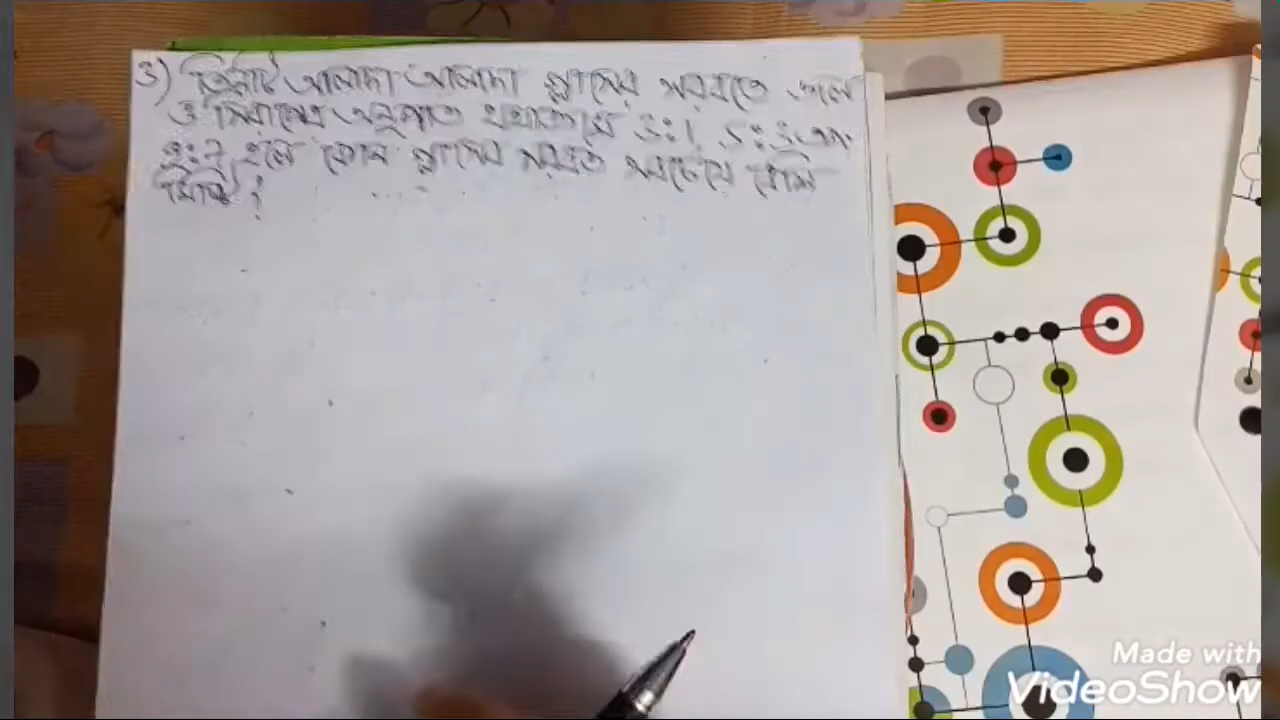 3) তিনটি আলাদা আলাদা গ্লাসের সরবতে জল
ও সিরাপের অনুপাত যথাক্রমে 3:1, 5:3 এবং
9:7 হলে কোন গ্লাসের সরবত সবচেয়ে বেশি
মিষ্টি ?
Made with
VideoShow